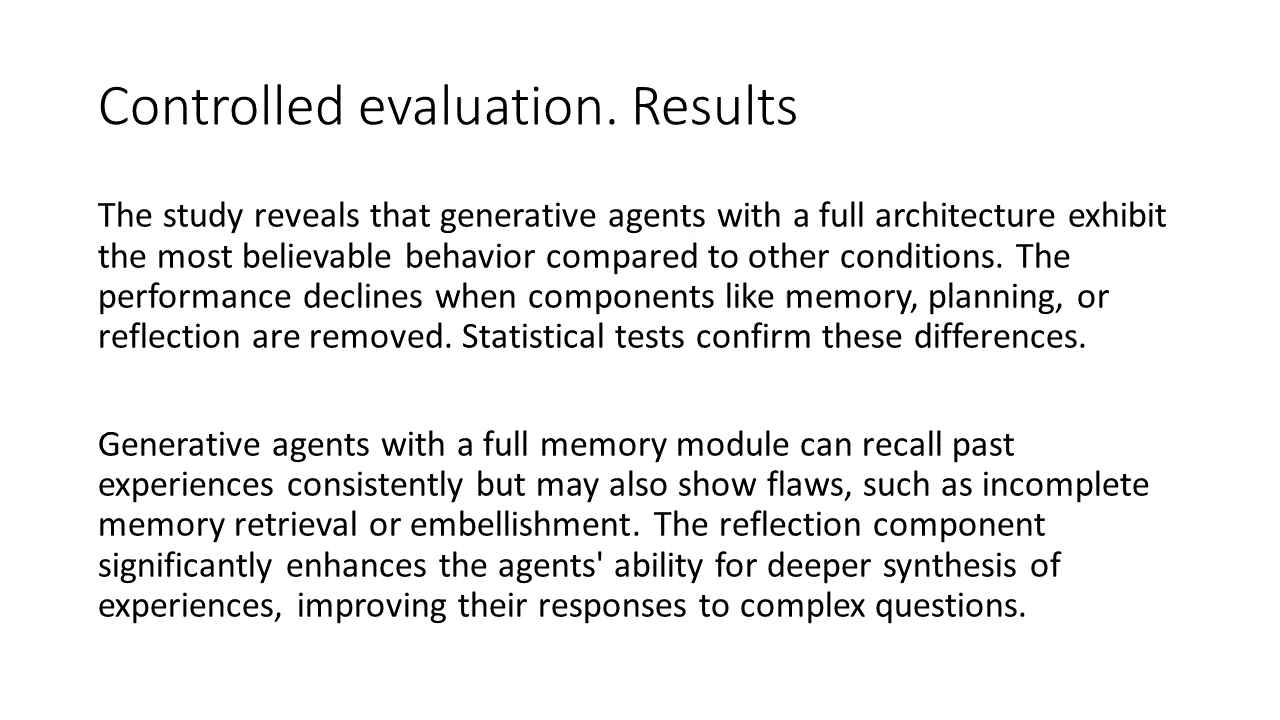 Controlled evaluation. Results
The study reveals that generative agents with a full architecture exhibit
the most believable behavior compared to other conditions. The
performance declines when components like memory, planning, or
reflection are removed. Statistical tests confirm these differences.
Generative agents with a full memory module can recall past
experiences consistently but may also show flaws, such as incomplete
memory retrieval or embellishment. The reflection component
significantly enhances the agents' ability for deeper synthesis of
experiences, improving their responses to complex questions.